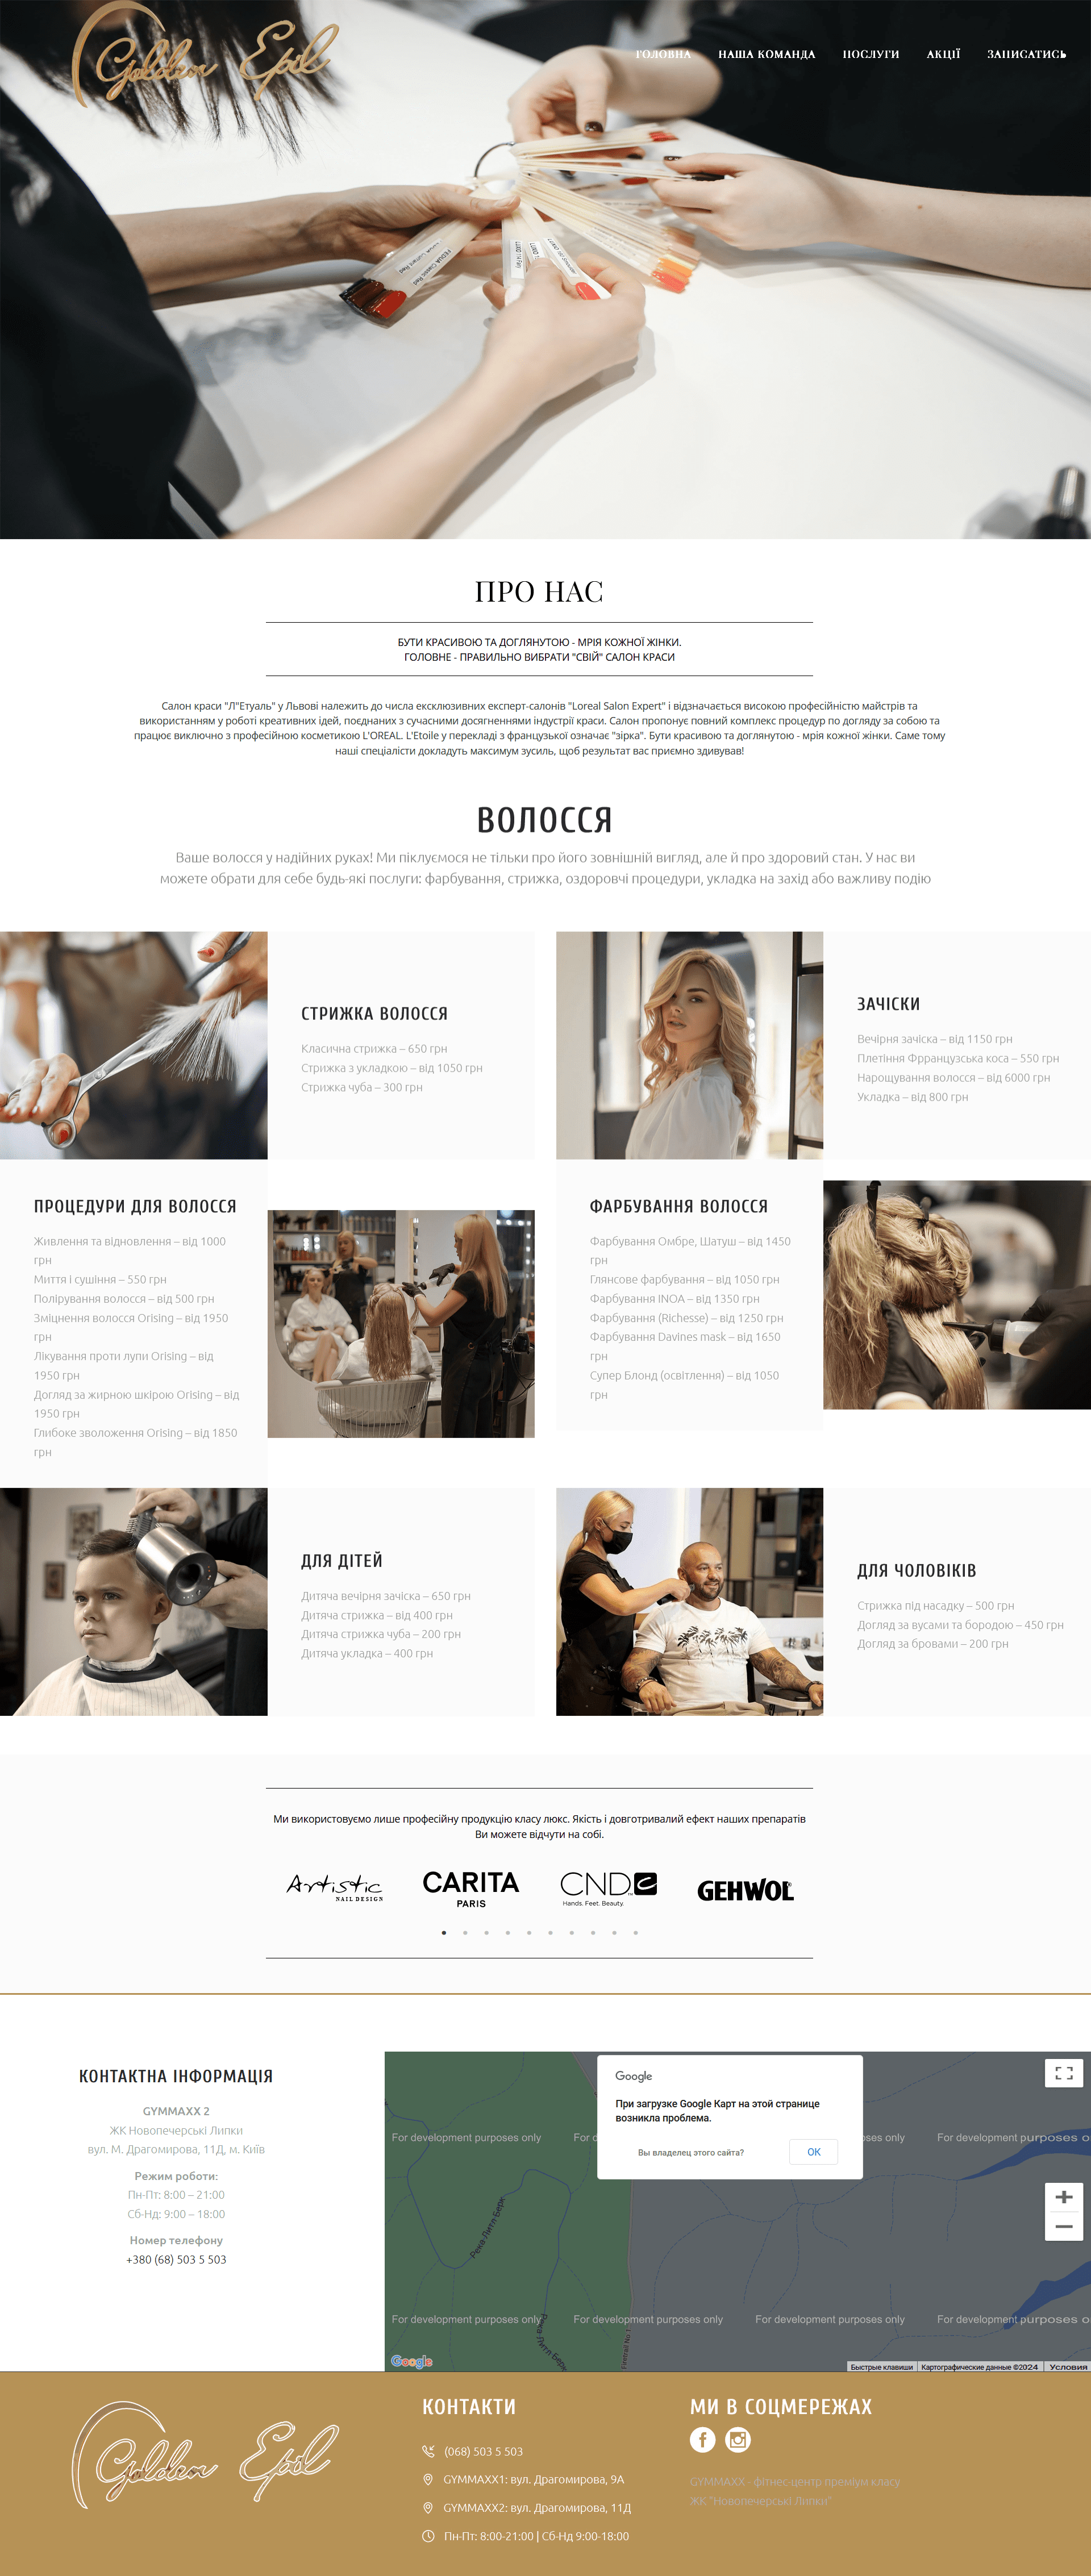 Golden Epil
ГОЛОВНА НАША КОМАНДА ПОСЛУГИ АКЦІЇ ЗАПИСАТИСЬ
ПРО НАС
БУТИ КРАСИВОЮ ТА ДОГЛЯНУТОЮ - МРІЯ КОЖНОЇ ЖІНКИ.
ГОЛОВНЕ - ПРАВИЛЬНО ВИБРАТИ "СВІЙ" САЛОН КРАСИ
Салон краси "Л"Етуаль" у Львові належить до числа ексклюзивних експерт-салонів "Loreal Salon Expert" і відзначається високою професійністю майстрів та
використанням у роботі креативних ідей, поєднаних з сучасними досягненнями індустрії краси. Салон пропонує повний комплекс процедур по догляду за собою та
працює виключно з професійною косметикою L'OREAL. L'Etoile у перекладі з французької означає "зірка". Бути красивою та доглянутою - мрія кожної жінки. Саме тому
наші спеціалісти докладуть максимум зусиль, щоб результат вас приємно здивував!
ВОЛОССЯ
Ваше волосся у надійних руках! Ми піклуємося не тільки про його зовнішній вигляд, але й про здоровий стан. У нас ви
можете обрати для себе будь-які послуги: фарбування, стрижка, оздоровчі процедури, укладка на захід або важливу подію
СТРИЖКА ВОЛОССЯ
Класична стрижка – 650 грн
Стрижка з укладкою – від 1050 грн
Стрижка чуба – 300 грн
ЗАЧІСКИ
Вечірня зачіска – від 1150 грн
Плетіння Фрранцузська коса – 550 грн
Нарощування волосся – від 6000 грн
Укладка – від 800 грн
ПРОЦЕДУРИ ДЛЯ ВОЛОССЯ
Живлення та відновлення – від 1000
грн
Миття і сушіння – 550 грн
Полірування волосся – від 500 грн
Зміцнення волосся Orising – від 1950
грн
Лікування проти лупи Orising – від
1950 грн
Догляд за жирною шкірою Orising – від
1950 грн
Глибоке зволоження Orising – від 1850
грн
ФАРБУВАННЯ ВОЛОССЯ
Фарбування Омбре, Шатуш – від 1450
грн
Глянсове фарбування – від 1050 грн
Фарбування INOA – від 1350 грн
Фарбування (Richesse) – від 1250 грн
Фарбування Davines mask – від 1650
грн
Супер Блонд (освітлення) – від 1050
грн
ДЛЯ ДІТЕЙ
Дитяча вечірня зачіска – 650 грн
Дитяча стрижка – від 400 грн
Дитяча стрижка чуба – 200 грн
Дитяча укладка – 400 грн
ДЛЯ ЧОЛОВІКІВ
Стрижка під насадку – 500 грн
Догляд за вусами та бородою – 450 грн
Догляд за бровами – 200 грн
Ми використовуємо лише професійну продукцію класу люкс. Якість і довготривалий ефект наших препаратів
Ви можете відчути на собі.
Artistic
NAIL DESIGN
CARITA
PARIS
CND
Hands. Feet. Beauty.
GEHWOL
КОНТАКТНА ІНФОРМАЦІЯ
GYMMAXX 2
ЖК Новопечерські Липки
вул. М. Драгомирова, 11Д, м. Київ
Режим роботи:
Пн-Пт: 8:00 – 21:00
Сб-Нд: 9:00 – 18:00
Номер телефону
+380 (68) 503 5 503
Google
При загрузке Google Карт на этой странице
возникла проблема.
Вы владелец этого сайта?
ОК
For development purposes only For d oses only For development purposes o
Река-Литл-Берк
For development purposes only For development purposes only For development purposes only For development purposes o
Река-Литл-Берк
Firetrail No.1
Google
Быстрые клавиши Картографические данные ©2024 Условия
Golden Epil
КОНТАКТИ
(068) 503 5 503
GYMMAXX1: вул. Драгомирова, 9А
GYMMAXX2: вул. Драгомирова, 11Д
Пн-Пт: 8:00-21:00 | Сб-Нд 9:00-18:00
МИ В СОЦМЕРЕЖАХ
GYMMAXX - фітнес-центр преміум класу
ЖК "Новопечерські Липки"